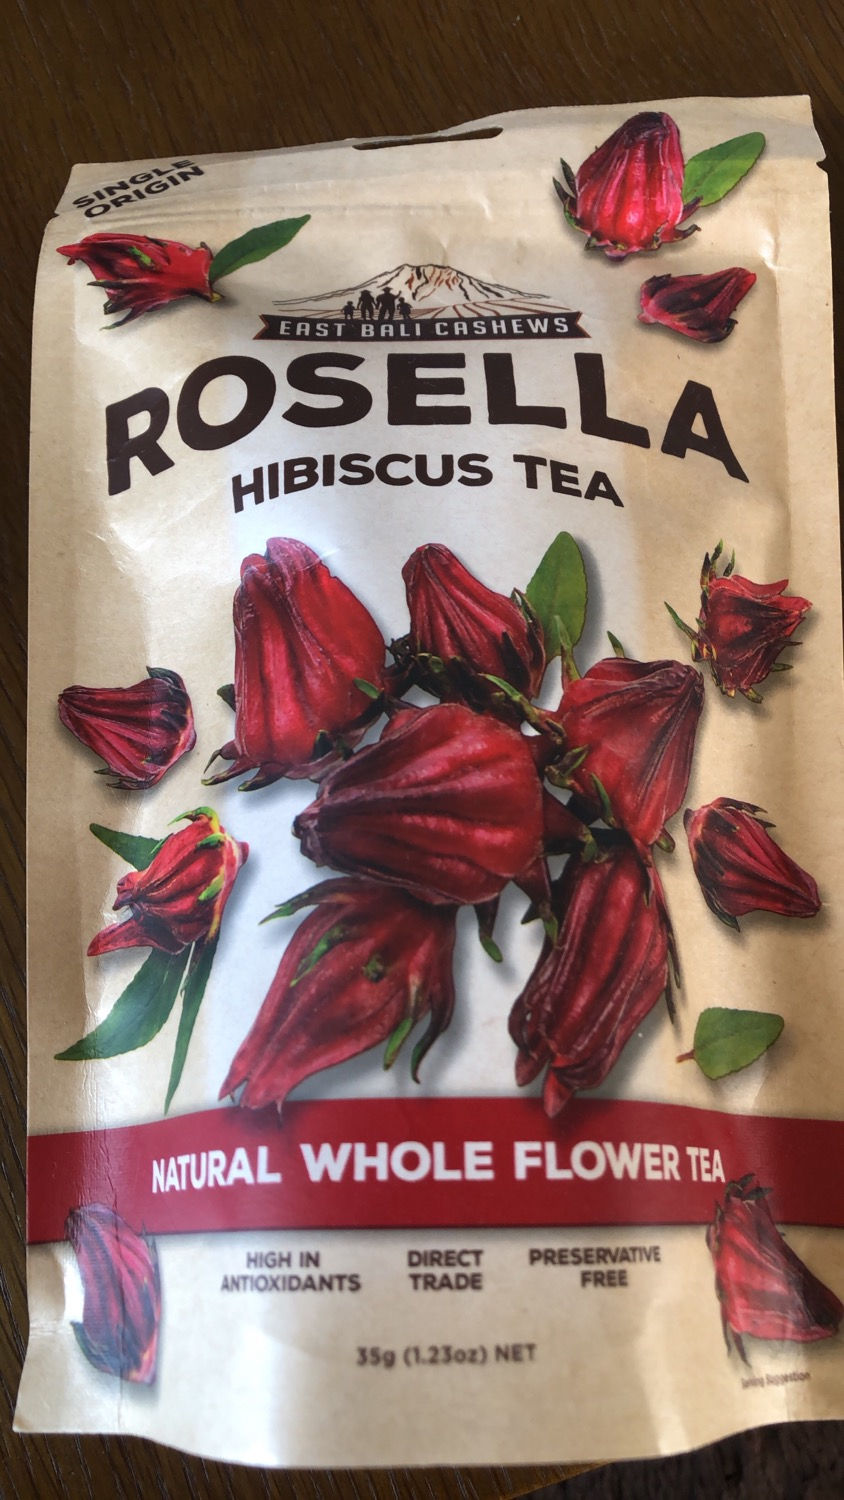 SINGLE
ORIGIN
EAST BALI CASHEWS
ROSELLA
HIBISCUS TEA
NATURAL WHOLE FLOWER TEA
HIGH IN
ANTIOXIDANTS
DIRECT
TRADE
PRESERVATIVE
FREE
35g (1.23oz) NET
Suggestion